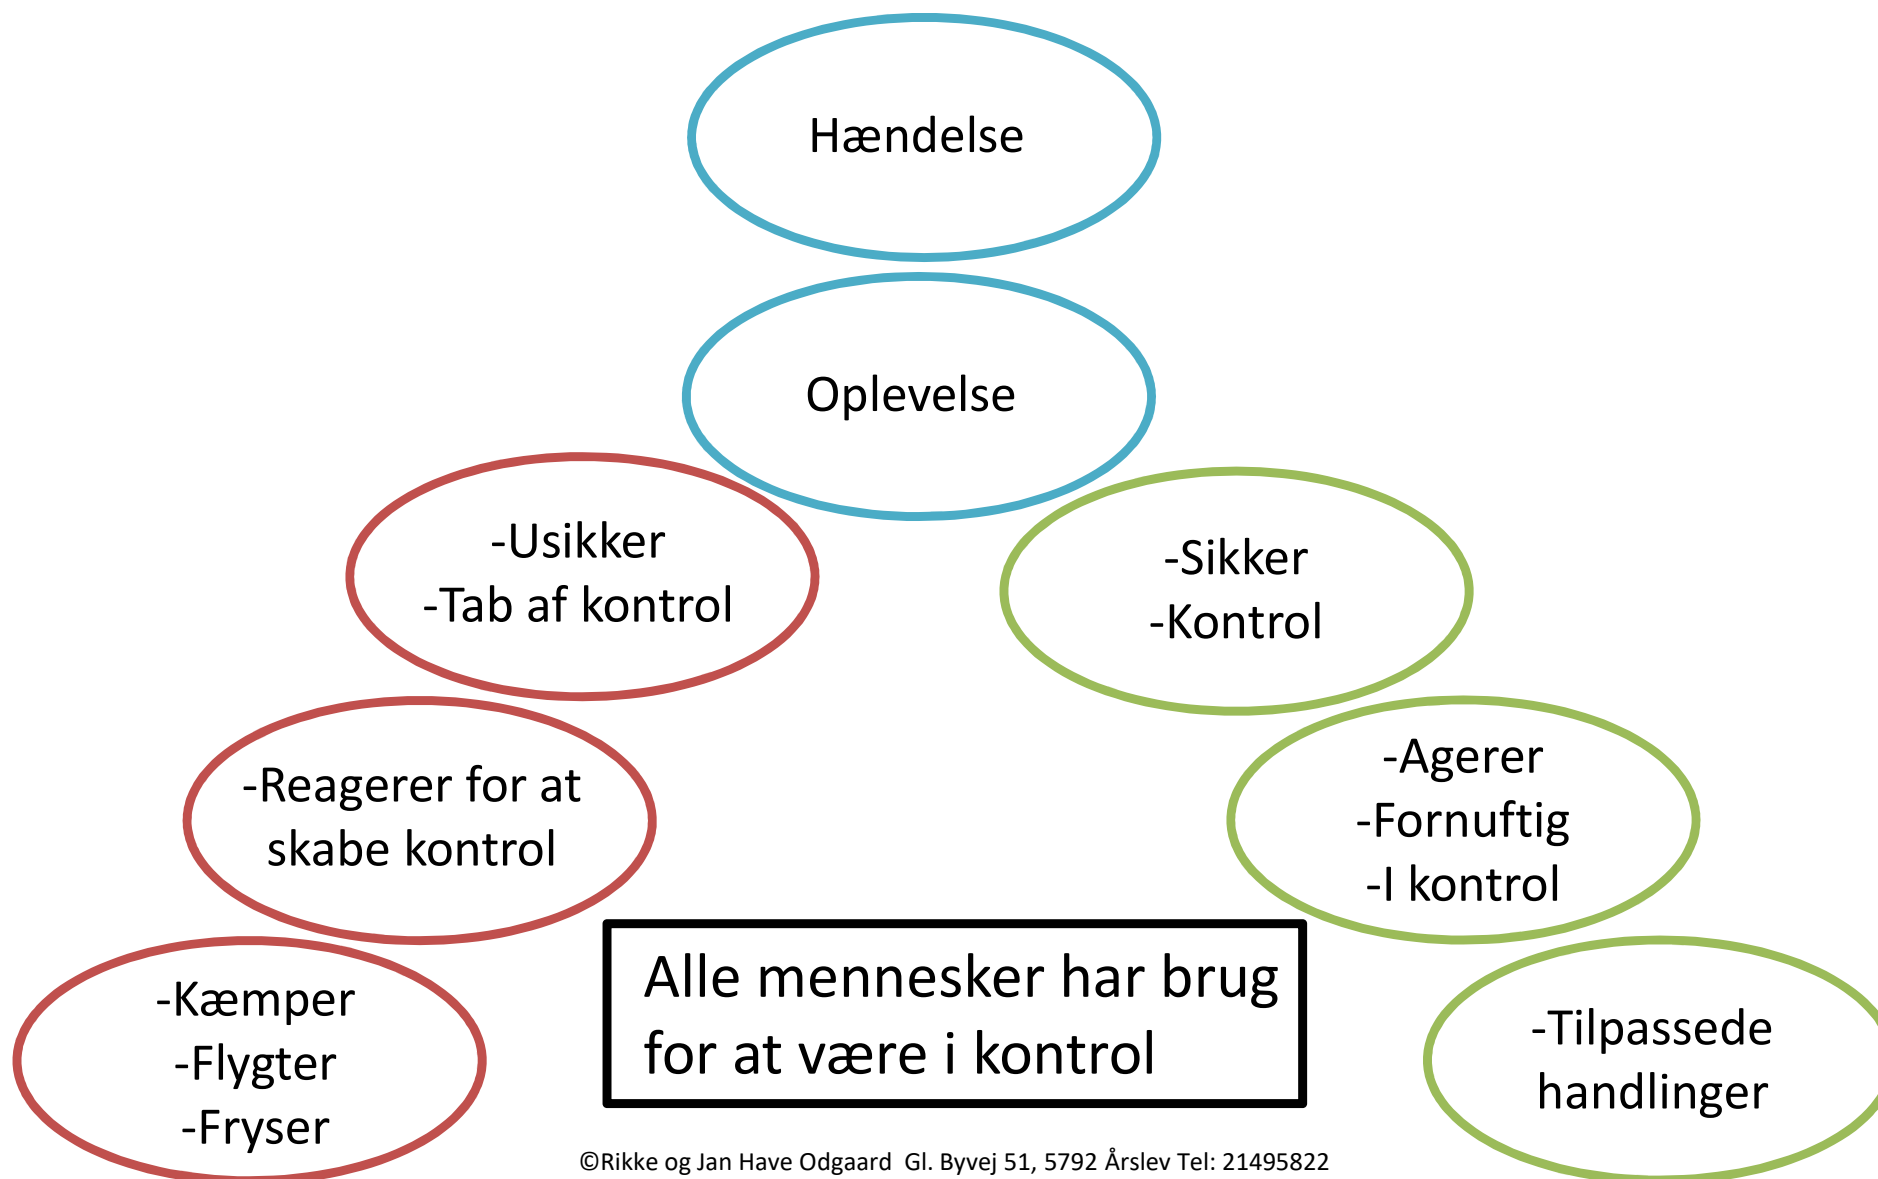 Hændelse
Oplevelse
-Usikker
-Tab af kontrol
-Sikker
-Kontrol
-Reagerer for at
skabe kontrol
-Agerer
-Fornuftig
-I kontrol
-Kæmper
-Flygter
-Fryser
Alle mennesker har brug
for at være i kontrol
-Tilpassede
handlinger
©Rikke og Jan Have Odgaard  Gl. Byvej 51, 5792 Årslev Tel: 21495822